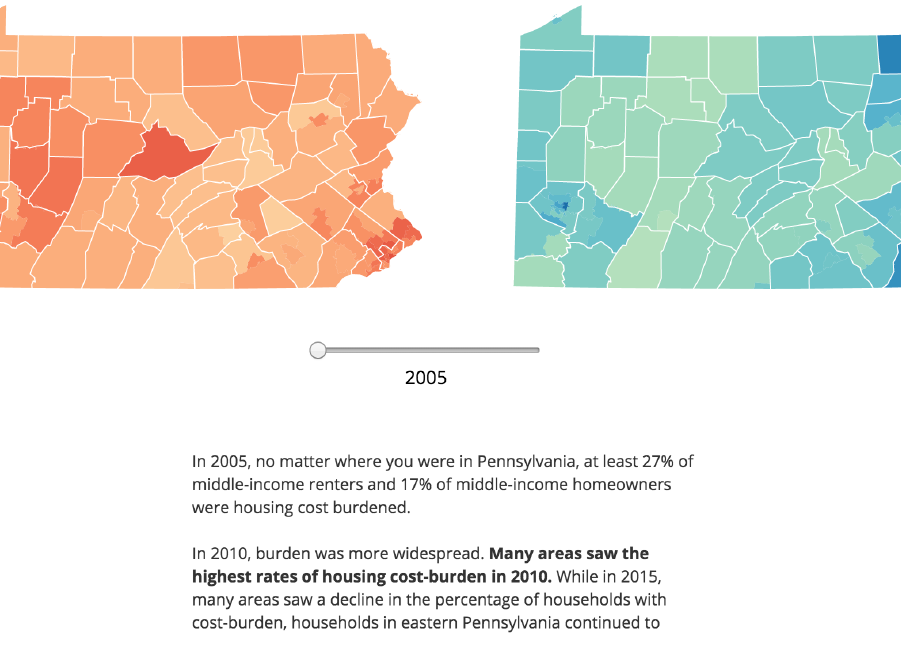 2005
In 2005, no matter where you were in Pennsylvania, at least 27% of
middle-income renters and 17% of middle-income homeowners
were housing cost burdened.
In 2010, burden was more widespread. Many areas saw the
highest rates of housing cost-burden in 2010. While in 2015,
many areas saw a decline in the percentage of households with
cost-burden, households in eastern Pennsylvania continued to